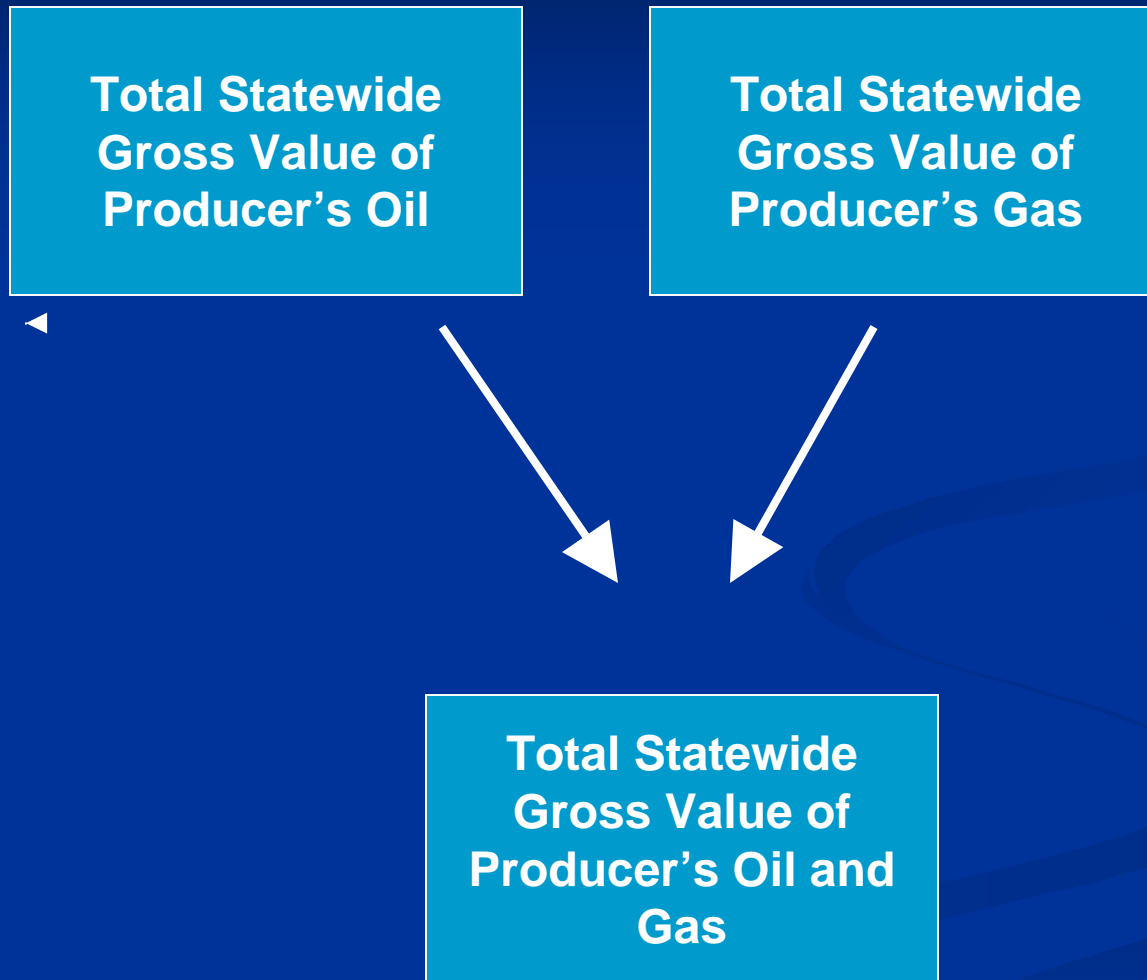 Total Statewide
Gross Value of
Producer’s Oil
Total Statewide
Gross Value of
Producer’s Gas
Total Statewide
Gross Value of
Producer’s Oil and
Gas